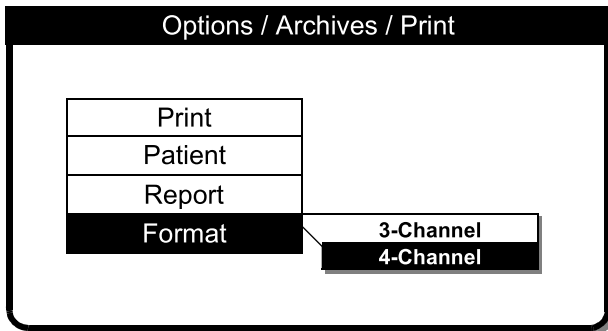 Options / Archives / Print
Print
Patient
Report
Format
3-Channel
4-Channel